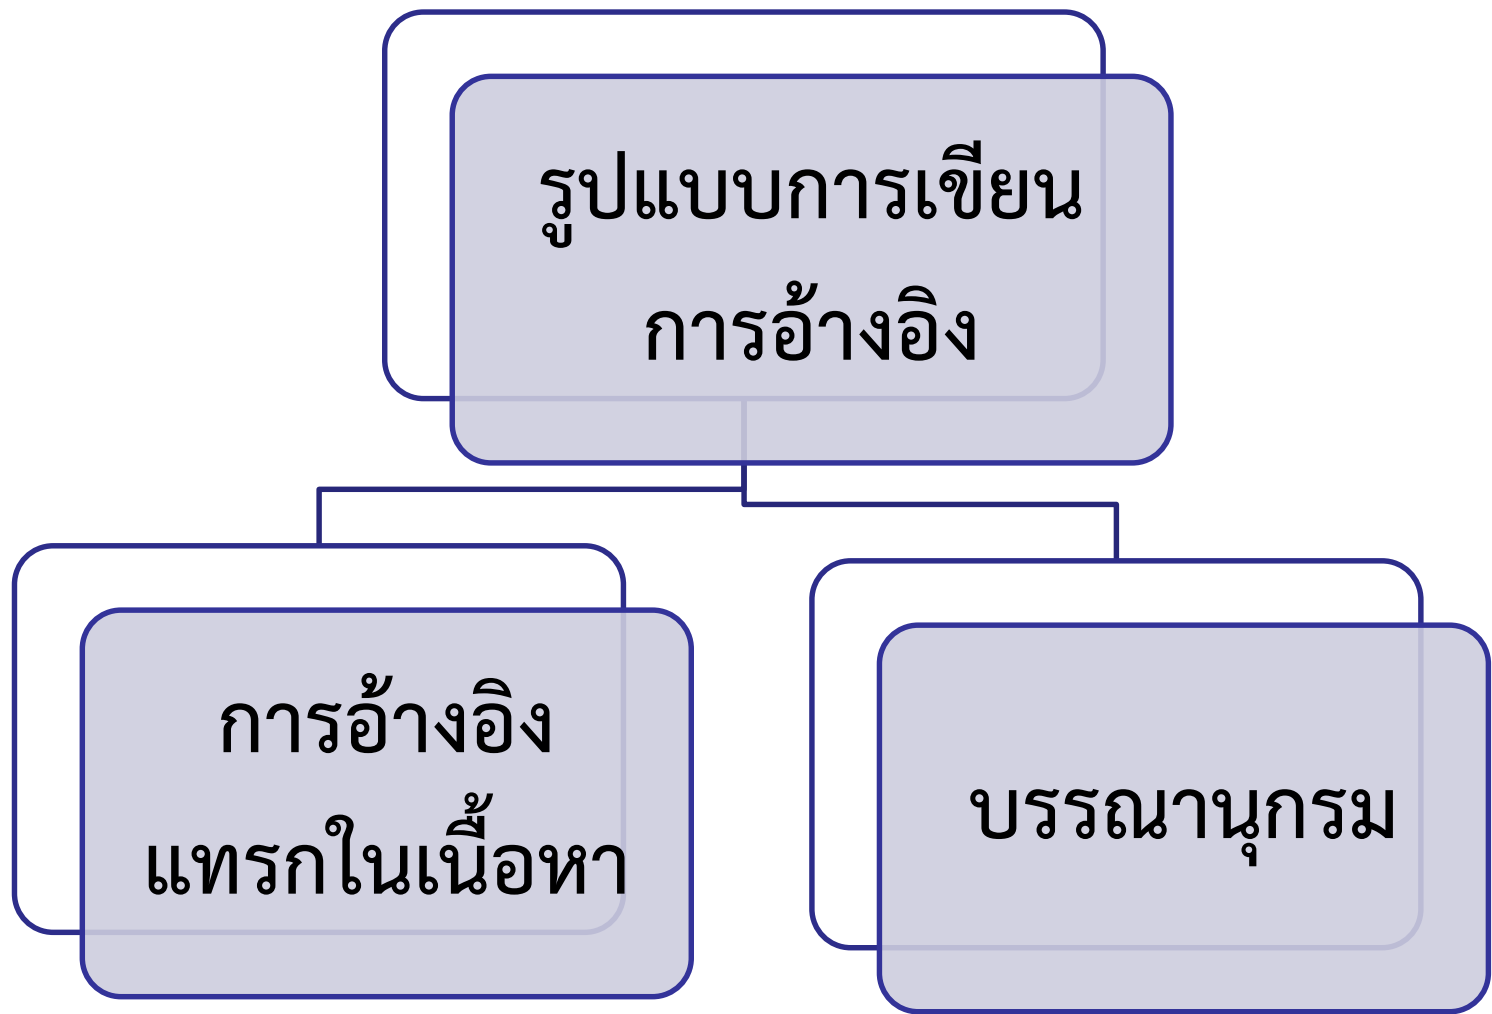 รูปแบบการเขียน
การอ้างอิง
การอ้างอิง
แทรกในเนื้อหา
บรรณานุกรม